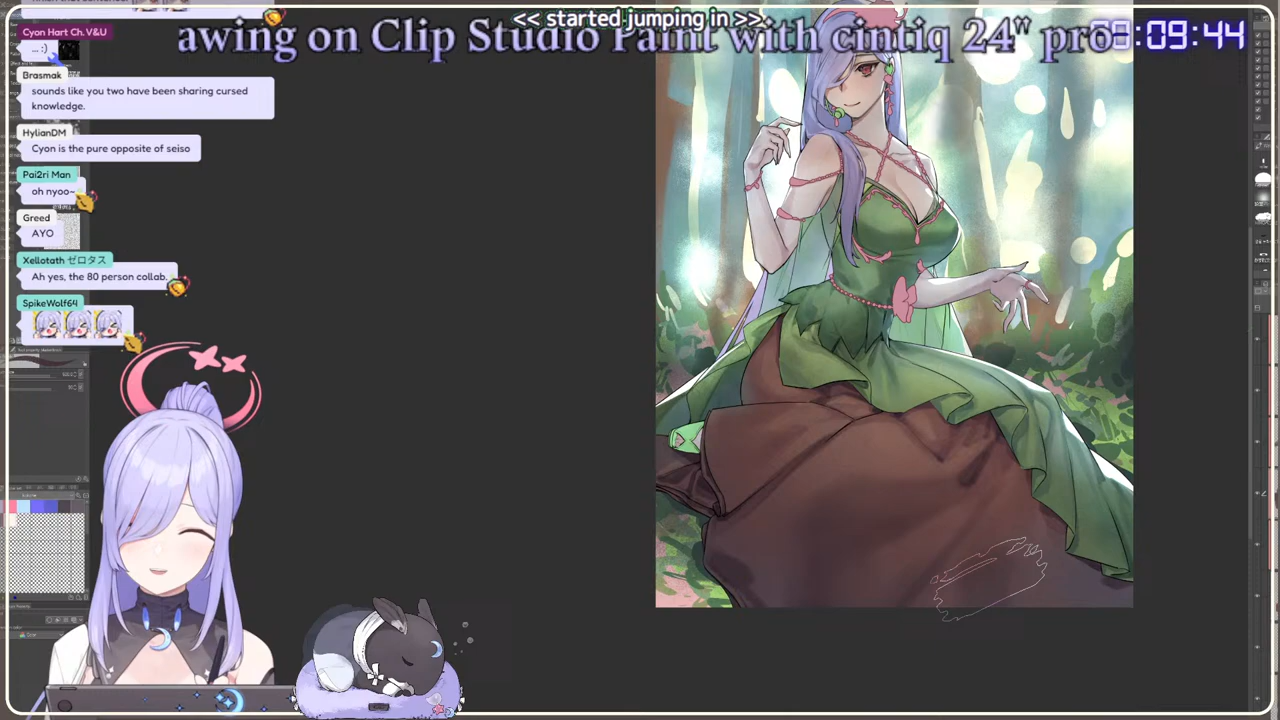 << started jumping in >>
awing on Clip Studio Paint with cintiq 24" pro
:09:44
Cyon Hart Ch. V&U
... :)
Brasmak
sounds like you two have been sharing cursed
knowledge.
HylianDM
Cyon is the pure opposite of seiso
Pai2ri Man
oh nyoo~
Greed
AYO
Xellotath ゼロタス
Ah yes, the 80 person collab.
SpikeWolf64